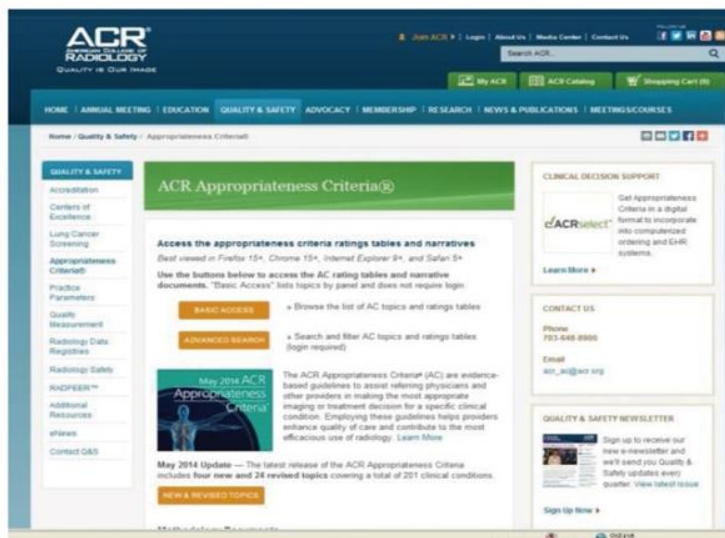 ACR
AMERICAN COLLEGE OF
RADIOLOGY
QUALITY IS OUR IMAGE
Join ACR | Login | About Us | Media Center | Contact Us
Search ACR...
My ACR
ACR Catalog
Shopping Cart (0)
HOME | ANNUAL MEETING | EDUCATION | QUALITY & SAFETY | ADVOCACY | MEMBERSHIP | RESEARCH | NEWS & PUBLICATIONS | MEETINGS/COURSES
Home / Quality & Safety / Appropriateness Criteria®
QUALITY & SAFETY
Accreditation
Centers of
Excellence
Lung Cancer
Screening
Appropriateness
Criteria®
Practice
Parameters
Quality
Measurement
Radiology Data
Registries
Radiology Safety
RADPEER™
Additional
Resources
eNews
Contact Q&S
ACR Appropriateness Criteria®
Access the appropriateness criteria ratings tables and narratives
Best viewed in Firefox 15+, Chrome 15+, Internet Explorer 9+, and Safari 5+
Use the buttons below to access the AC rating tables and narrative
documents. "Basic Access" lists topics by panel and does not require login.
BASIC ACCESS
» Browse the list of AC topics and ratings tables
ADVANCED SEARCH
» Search and filter AC topics and ratings tables
(login required)
May 2014 ACR
Appropriateness
Criteria
The ACR Appropriateness Criteria® (AC) are evidence-
based guidelines to assist referring physicians and
other providers in making the most appropriate
imaging or treatment decision for a specific clinical
condition. Employing these guidelines helps providers
enhance quality of care and contribute to the most
efficacious use of radiology. Learn More
May 2014 Update — The latest release of the ACR Appropriateness Criteria
includes four new and 24 revised topics covering a total of 201 clinical conditions.
NEW & REVISED TOPICS
CLINICAL DECISION SUPPORT
ACRselect
Get Appropriateness
Criteria in a digital
format to incorporate
into computerized
ordering and EHR
systems.
Learn More
CONTACT US
Phone
703-648-8900
Email
acr_ac@acr.org
QUALITY & SAFETY NEWSLETTER
Sign up to receive our
new e-newsletter and
we'll send you Quality &
Safety updates every
quarter. View latest issue
Sign Up Now